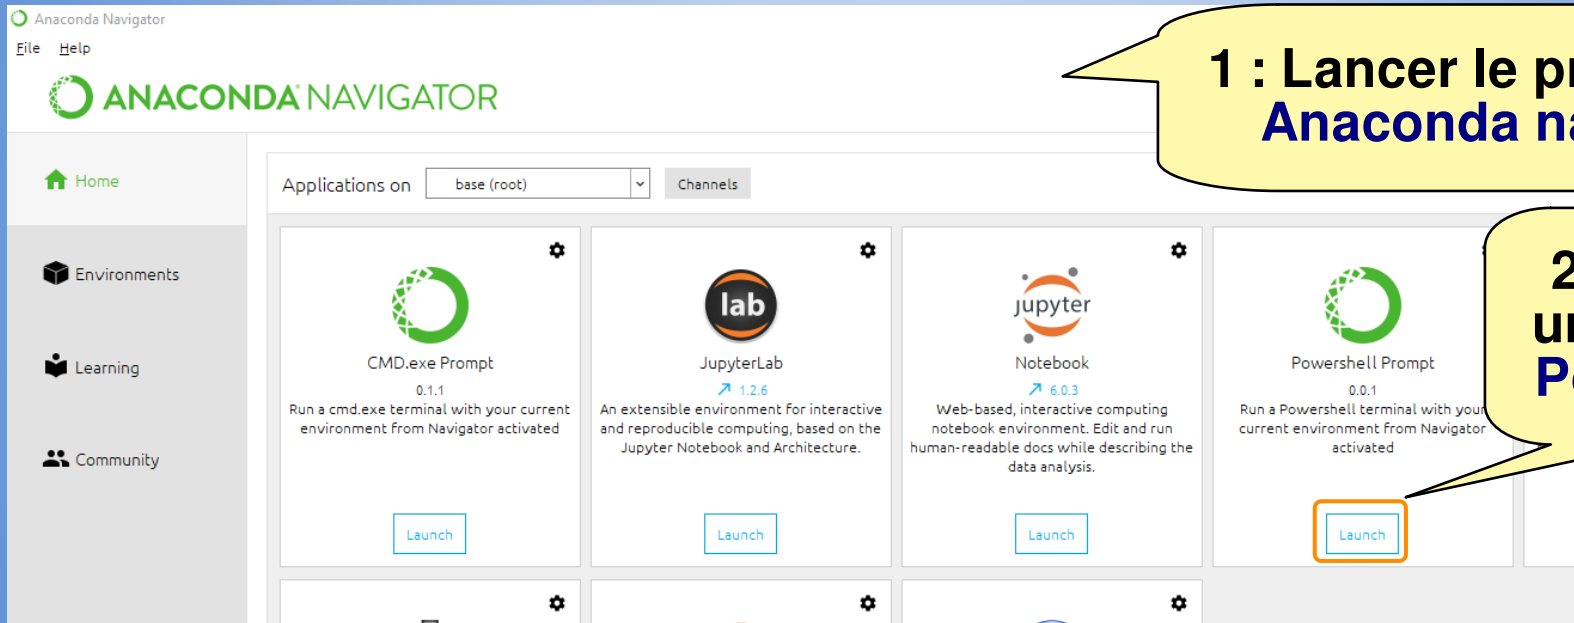 Anaconda Navigator
File Help
ANACONDA NAVIGATOR
1 : Lancer le
Anaconda
Home
Applications on base (root) Channels
2
Environments
Learning
Community
lab
jupyter
CMD.exe Prompt
0.1.1
Run a cmd.exe terminal with your current
environment from Navigator activated
Launch
JupyterLab
1.2.6
An extensible environment for interactive
and reproducible computing, based on the
Jupyter Notebook and Architecture.
Launch
Notebook
6.0.3
Web-based, interactive computing
notebook environment. Edit and run
human-readable docs while describing the
data analysis.
Launch
Powershell Prompt
0.0.1
Run a Powershell terminal with your
current environment from Navigator
activated
Launch